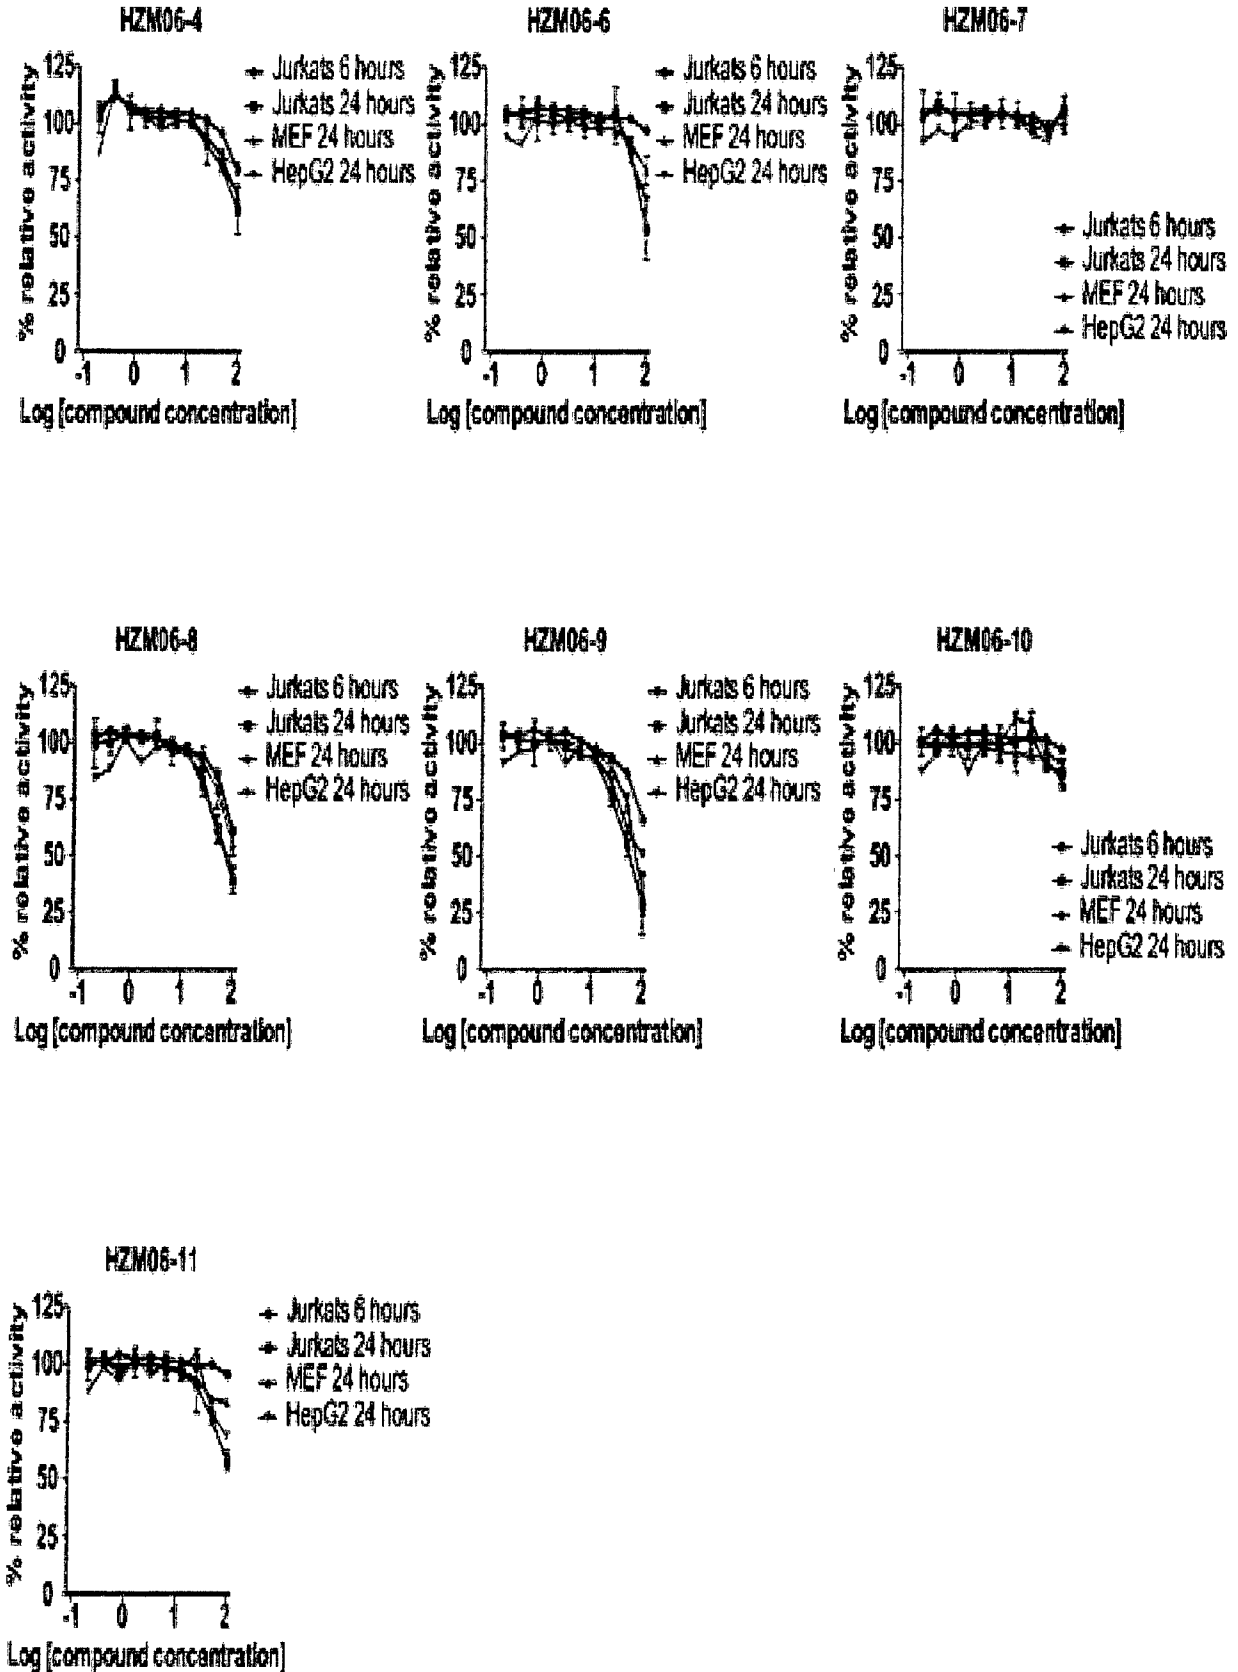 HZM06-4
HZM06-6
HZM06-7
% relative activity
125
100
75
50
25
0
-1 0 1 2
Jurkats 6 hours
Jurkats 24 hours
MEF 24 hours
HepG2 24 hours
Log [compound concentration]
% relative activity
125
100
75
50
25
0
-1 0 1 2
Jurkats 6 hours
Jurkats 24 hours
MEF 24 hours
HepG2 24 hours
Log [compound concentration]
% relative activity
125
100
75
50
25
0
-1 0 1 2
Jurkats 6 hours
Jurkats 24 hours
MEF 24 hours
HepG2 24 hours
Log [compound concentration]
HZM06-8
HZM06-9
HZM06-10
% relative activity
125
100
75
50
25
0
-1 0 1 2
Jurkats 6 hours
Jurkats 24 hours
MEF 24 hours
HepG2 24 hours
Log [compound concentration]
% relative activity
125
100
75
50
25
0
-1 0 1 2
Jurkats 6 hours
Jurkats 24 hours
MEF 24 hours
HepG2 24 hours
Log [compound concentration]
% relative activity
125
100
75
50
25
0
-1 0 1 2
Jurkats 6 hours
Jurkats 24 hours
MEF 24 hours
HepG2 24 hours
Log [compound concentration]
HZM06-11
% relative activity
125
100
75
50
25
0
-1 0 1 2
Jurkats 6 hours
Jurkats 24 hours
MEF 24 hours
HepG2 24 hours
Log [compound concentration]